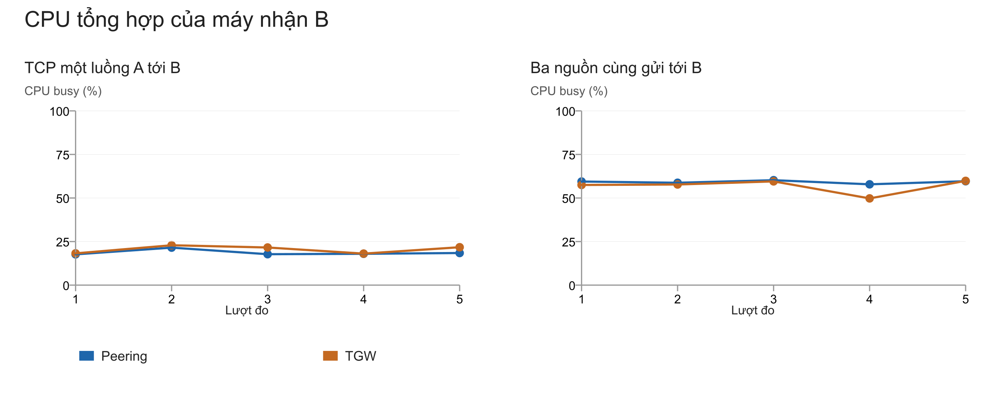 CPU tổng hợp của máy nhận B
TCP một luồng A tới B
CPU busy (%)
100
75
50
25
0
1 2 3 4 5
Lượt đo
Ba nguồn cùng gửi tới B
CPU busy (%)
100
75
50
25
0
1 2 3 4 5
Lượt đo
Peering TGW